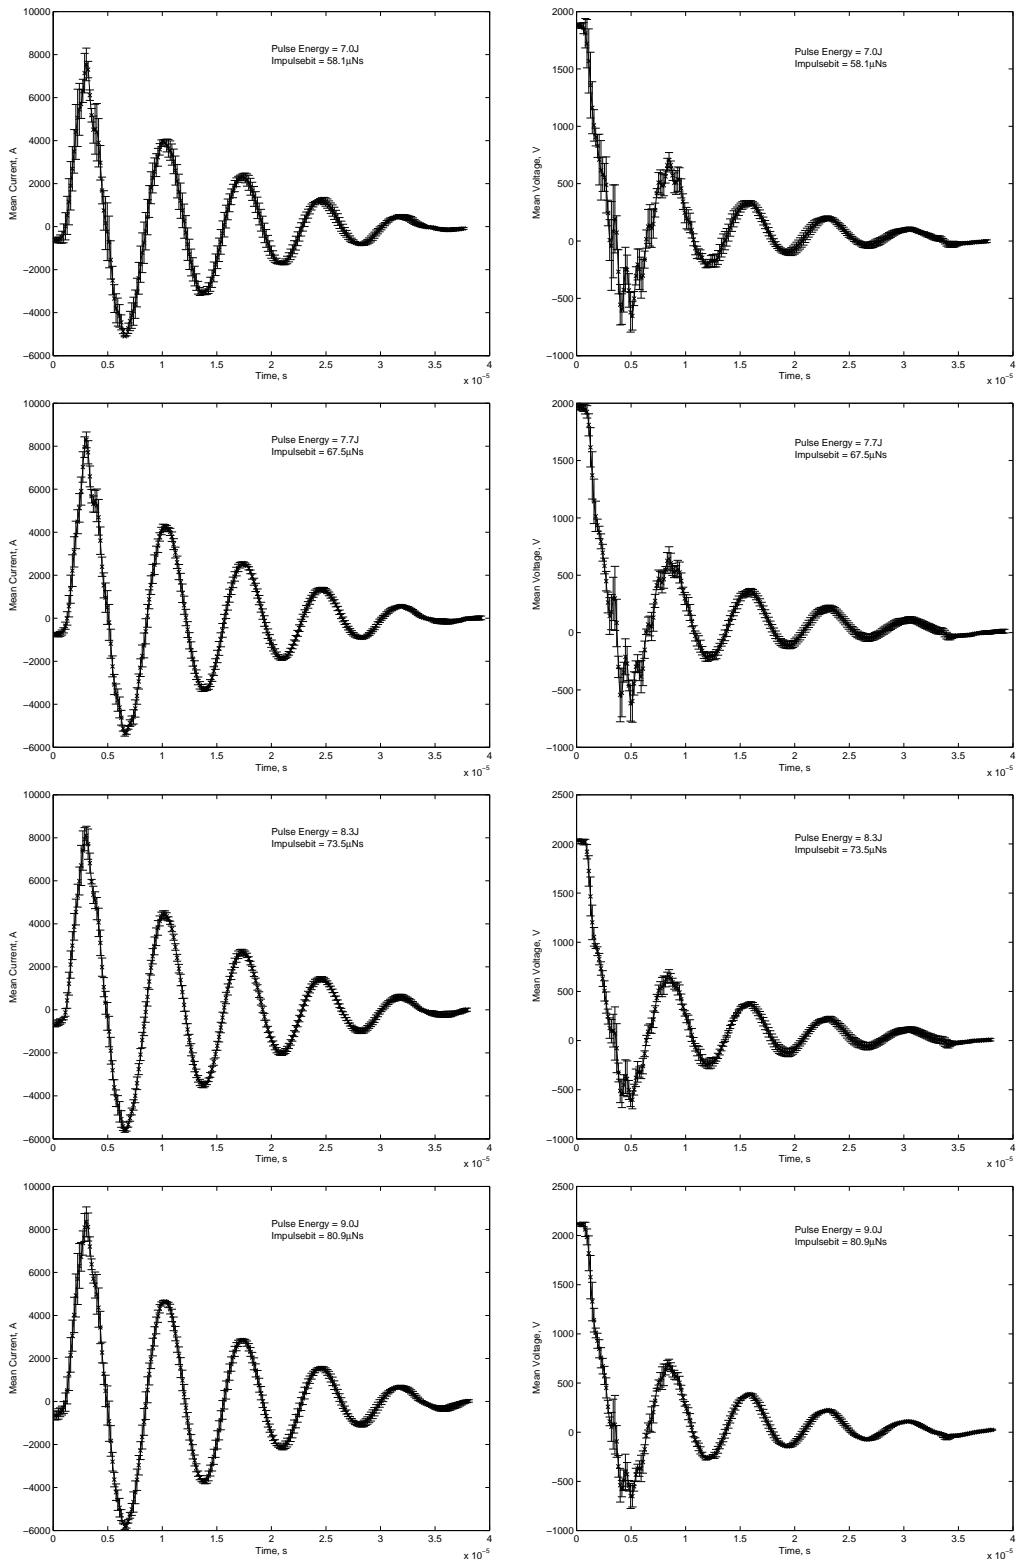 10000
8000
6000
4000
2000
0
−2000
−4000
−6000
Mean Current, A
Pulse Energy = 7.0J
Impulsebit = 58.1μNs
0 0.5 1 1.5 2 2.5 3 3.5 4
Time, s
x 10⁻⁵
2000
1500
1000
500
0
−500
−1000
Mean Voltage, V
Pulse Energy = 7.0J
Impulsebit = 58.1μNs
0 0.5 1 1.5 2 2.5 3 3.5 4
Time, s
x 10⁻⁵
10000
8000
6000
4000
2000
0
−2000
−4000
−6000
Mean Current, A
Pulse Energy = 7.7J
Impulsebit = 67.5μNs
0 0.5 1 1.5 2 2.5 3 3.5 4
Time, s
x 10⁻⁵
2000
1500
1000
500
0
−500
−1000
Mean Voltage, V
Pulse Energy = 7.7J
Impulsebit = 67.5μNs
0 0.5 1 1.5 2 2.5 3 3.5 4
Time, s
x 10⁻⁵
10000
8000
6000
4000
2000
0
−2000
−4000
−6000
Mean Current, A
Pulse Energy = 8.3J
Impulsebit = 73.5μNs
0 0.5 1 1.5 2 2.5 3 3.5 4
Time, s
x 10⁻⁵
2500
2000
1500
1000
500
0
−500
−1000
Mean Voltage, V
Pulse Energy = 8.3J
Impulsebit = 73.5μNs
0 0.5 1 1.5 2 2.5 3 3.5 4
Time, s
x 10⁻⁵
10000
8000
6000
4000
2000
0
−2000
−4000
−6000
Mean Current, A
Pulse Energy = 9.0J
Impulsebit = 80.9μNs
0 0.5 1 1.5 2 2.5 3 3.5 4
Time, s
x 10⁻⁵
2500
2000
1500
1000
500
0
−500
−1000
Mean Voltage, V
Pulse Energy = 9.0J
Impulsebit = 80.9μNs
0 0.5 1 1.5 2 2.5 3 3.5 4
Time, s
x 10⁻⁵